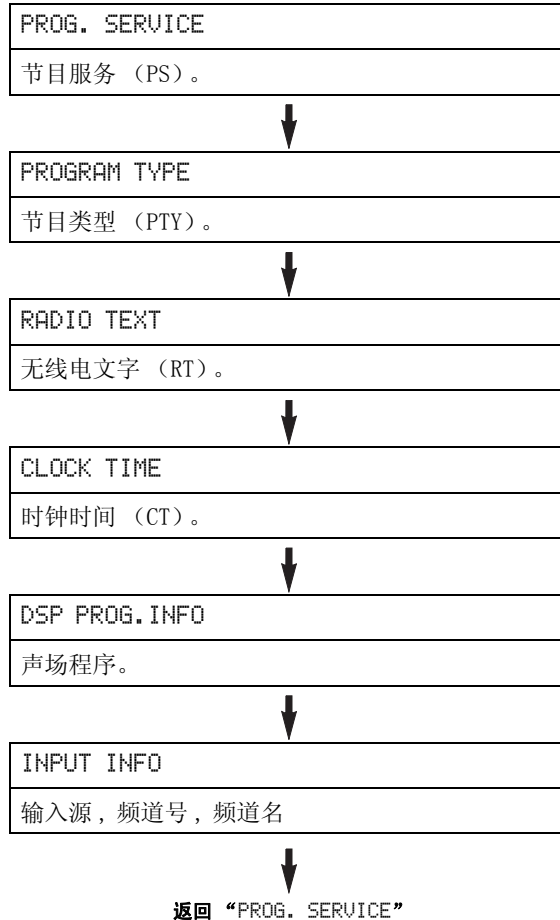 PROG. SERVICE
节目服务 （PS）。
PROGRAM TYPE
节目类型 （PTY）。
RADIO TEXT
无线电文字 （RT）。
CLOCK TIME
时钟时间 （CT）。
DSP PROG.INFO
声场程序。
INPUT INFO
输入源 , 频道号 , 频道名
返回 “PROG. SERVICE”